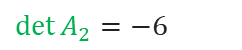 det A₂ = −6